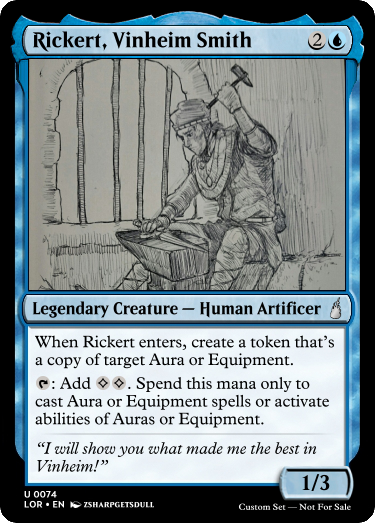 Rickert, Vinheim Smith 2
Legendary Creature — Human Artificer
When Rickert enters, create a token that's
a copy of target Aura or Equipment.
: Add . Spend this mana only to
cast Aura or Equipment spells or activate
abilities of Auras or Equipment.
"I will show you what made me the best in
Vinheim!"
1/3
U 0074
LOR • EN ZSHARPGETSDULL
Custom Set — Not For Sale